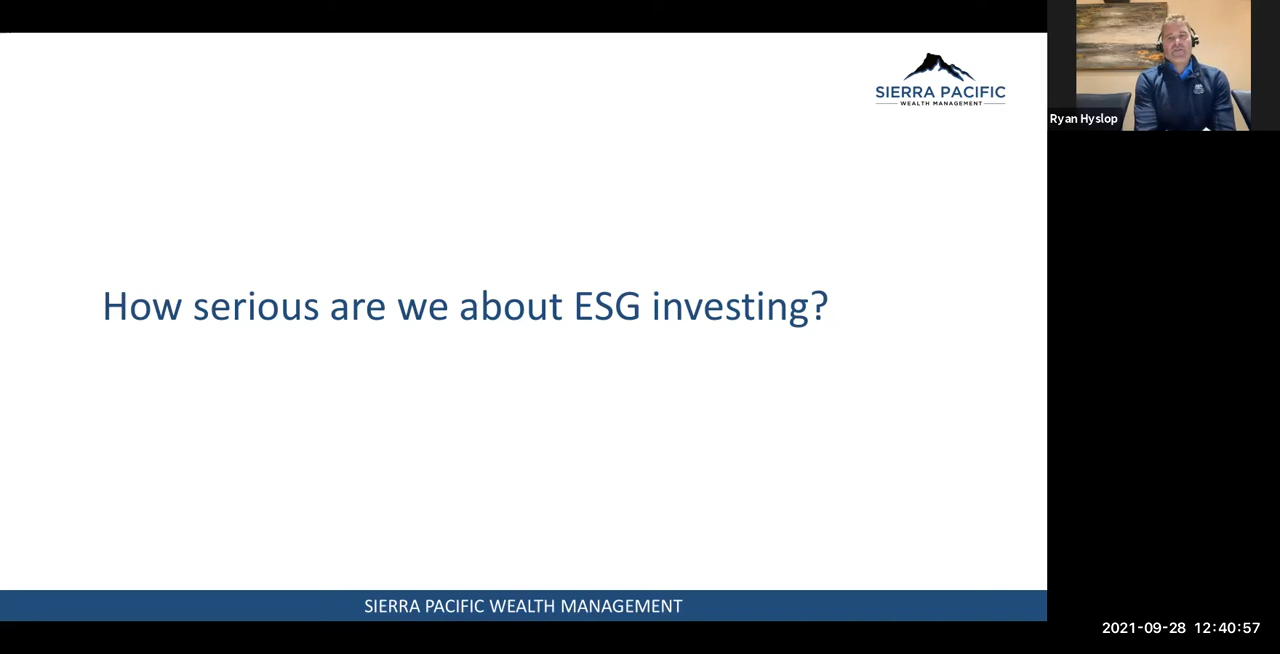 SIERRA PACIFIC
WEALTH MANAGEMENT
Ryan Hyslop
How serious are we about ESG investing?
SIERRA PACIFIC WEALTH MANAGEMENT
2021-09-28 12:40:57